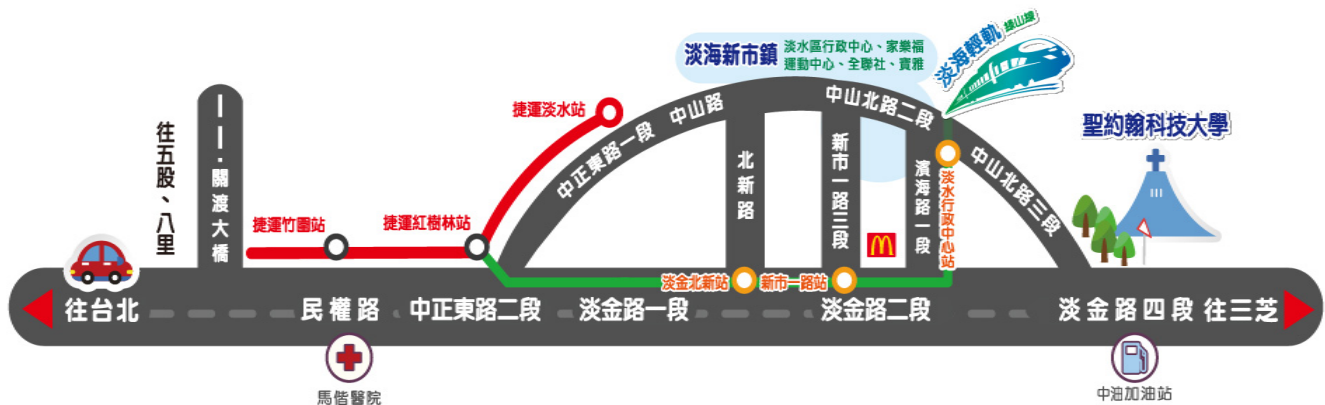 淡海新市鎮
淡水區行政中心、家樂福
運動中心、全聯社、寶雅
淡海輕軌 綠山線
聖約翰科技大學
捷運淡水站
中正東路一段
中山路
中山北路二段
中山北路三段
往五股、八里
關渡大橋
捷運竹圍站
捷運紅樹林站
北新路
新市一路三段
濱海路一段
淡水行政中心站
淡金北新站
新市一路站
往台北
民權路
中正東路二段
淡金路一段
淡金路二段
淡金路四段
往三芝
馬偕醫院
中油加油站